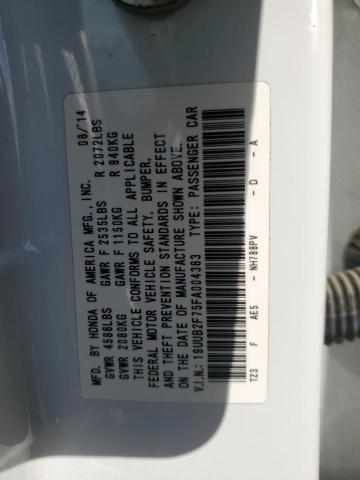 MFD. BY HONDA OF AMERICA MFG., INC. 08/'14
GVWR 4586LBS GAWR F 2535LBS R 2072LBS
GVWR 2080KG GAWR F 1150KG R 940KG
THIS VEHICLE CONFORMS TO ALL APPLICABLE
FEDERAL MOTOR VEHICLE SAFETY, BUMPER,
AND THEFT PREVENTION STANDARDS IN EFFECT
ON THE DATE OF MANUFACTURE SHOWN ABOVE.
V.I.N.: 19UUB2F75FA004383 TYPE: PASSENGER CAR
TZ3 F AE5 - NH788PV - D - A